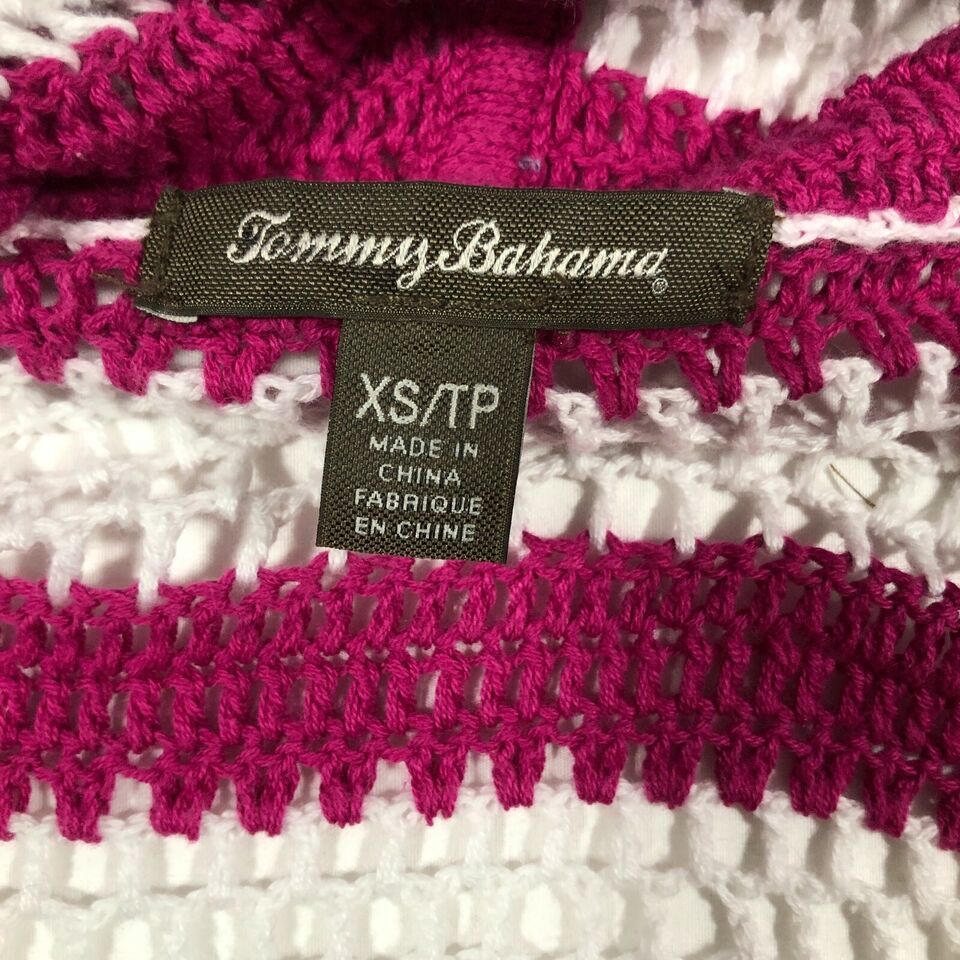 Tommy Bahama®
XS/TP
MADE IN
CHINA
FABRIQUE
EN CHINE